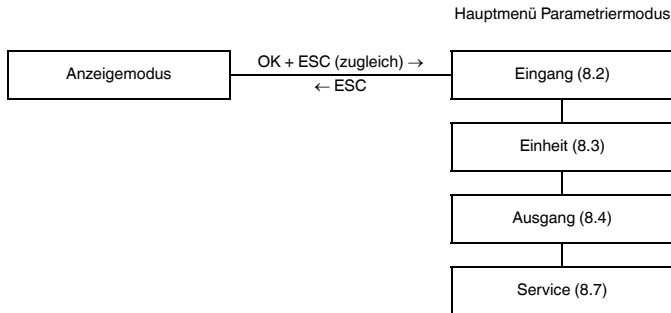 Hauptmenü Parametriermodus
Anzeigemodus
OK + ESC (zugleich) →
← ESC
Eingang (8.2)
Einheit (8.3)
Ausgang (8.4)
Service (8.7)